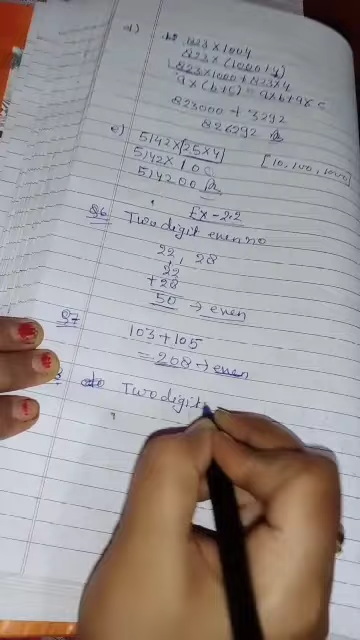 d) 823 × 1004
823 × (1000 + 4)
823 × 1000 + 823 × 4
a × (b + c) = a × b + a × c
823000 + 3292
826292
e) 5142 × 25 × 4
5142 × 100 [10, 100, 1000]
514200
Ex - 2.2
Q6 Two digit even no
22, 28
22
+ 28
50 → even
Q7
103 + 105
= 208 → even
Two digit